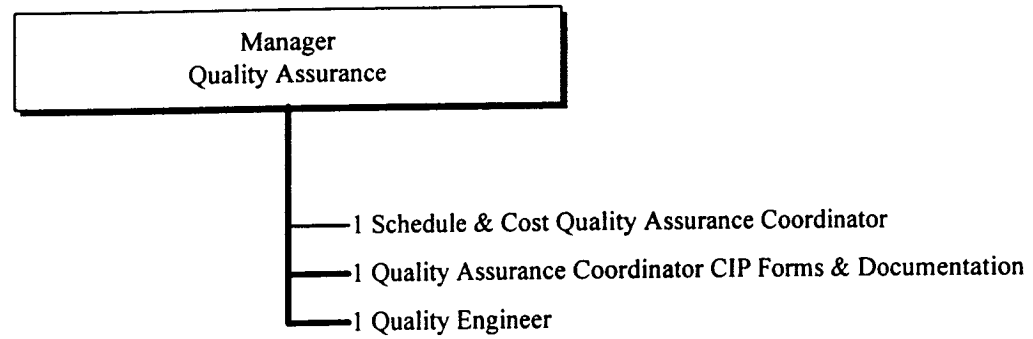 Manager
Quality Assurance
1 Schedule & Cost Quality Assurance Coordinator
1 Quality Assurance Coordinator CIP Forms & Documentation
1 Quality Engineer